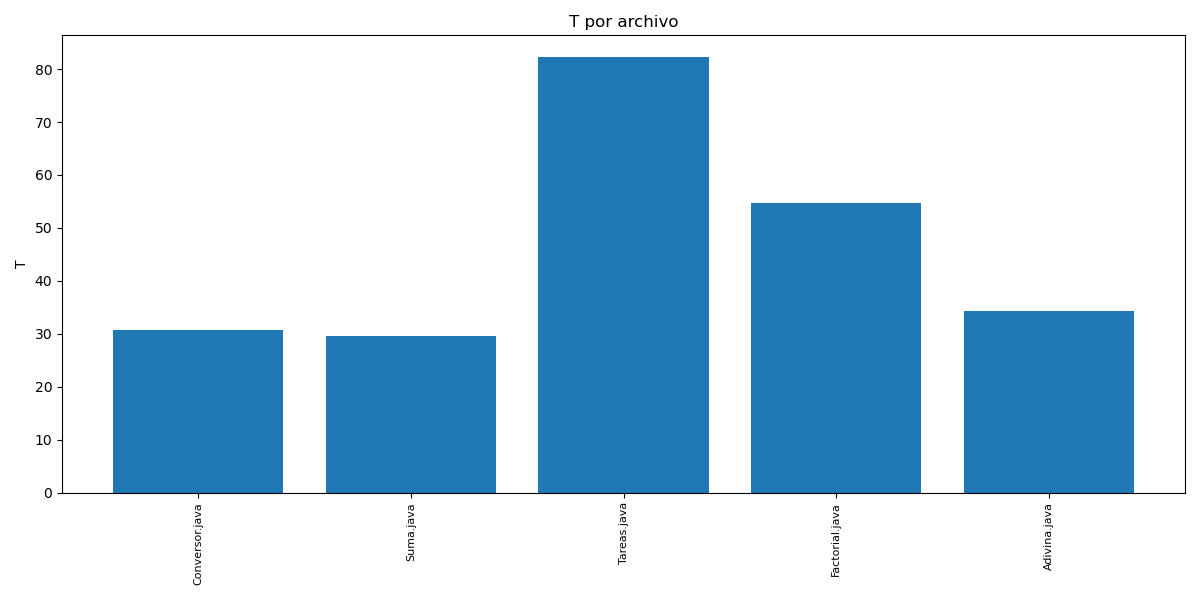 T por archivo
80
70
60
50
40
30
20
10
0
T
Conversor.java
Suma.java
Tareas.java
Factorial.java
Adivina.java